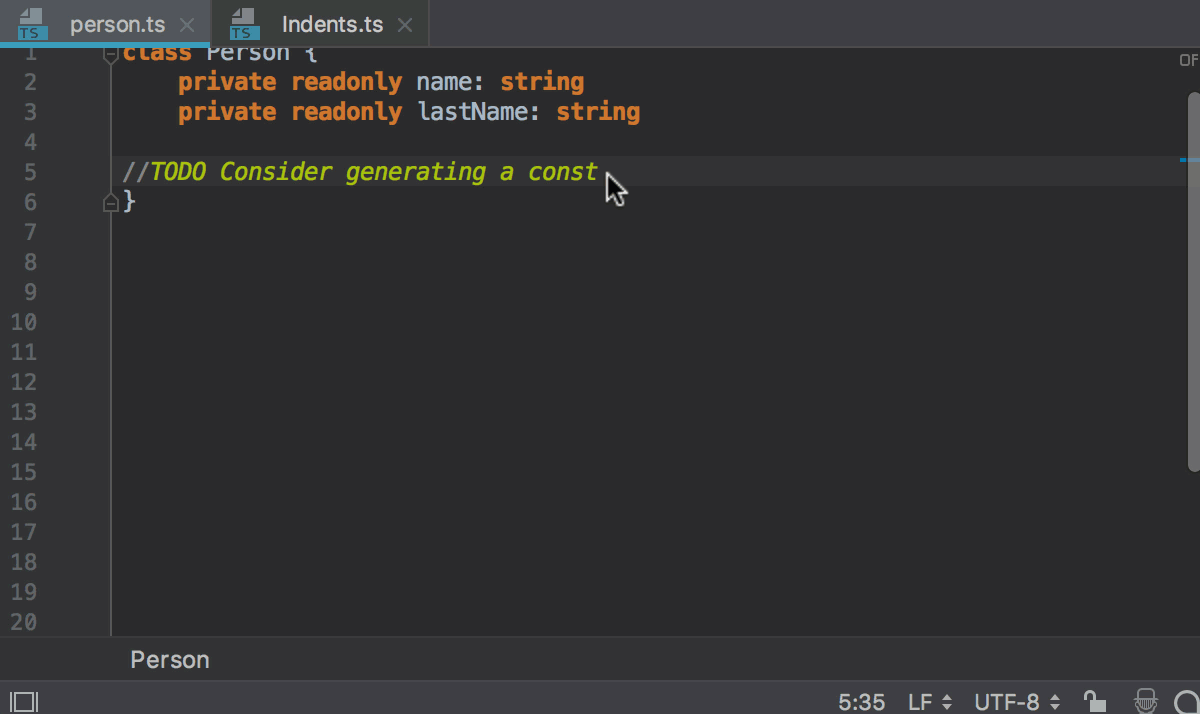 TS person.ts TS Indents.ts
1 class Person {
OF
2 private readonly name: string
3 private readonly lastName: string
4
5 //TODO Consider generating a const
6 }
7
8
9
10
11
12
13
14
15
16
17
18
19
20
Person
5:35 LF UTF-8